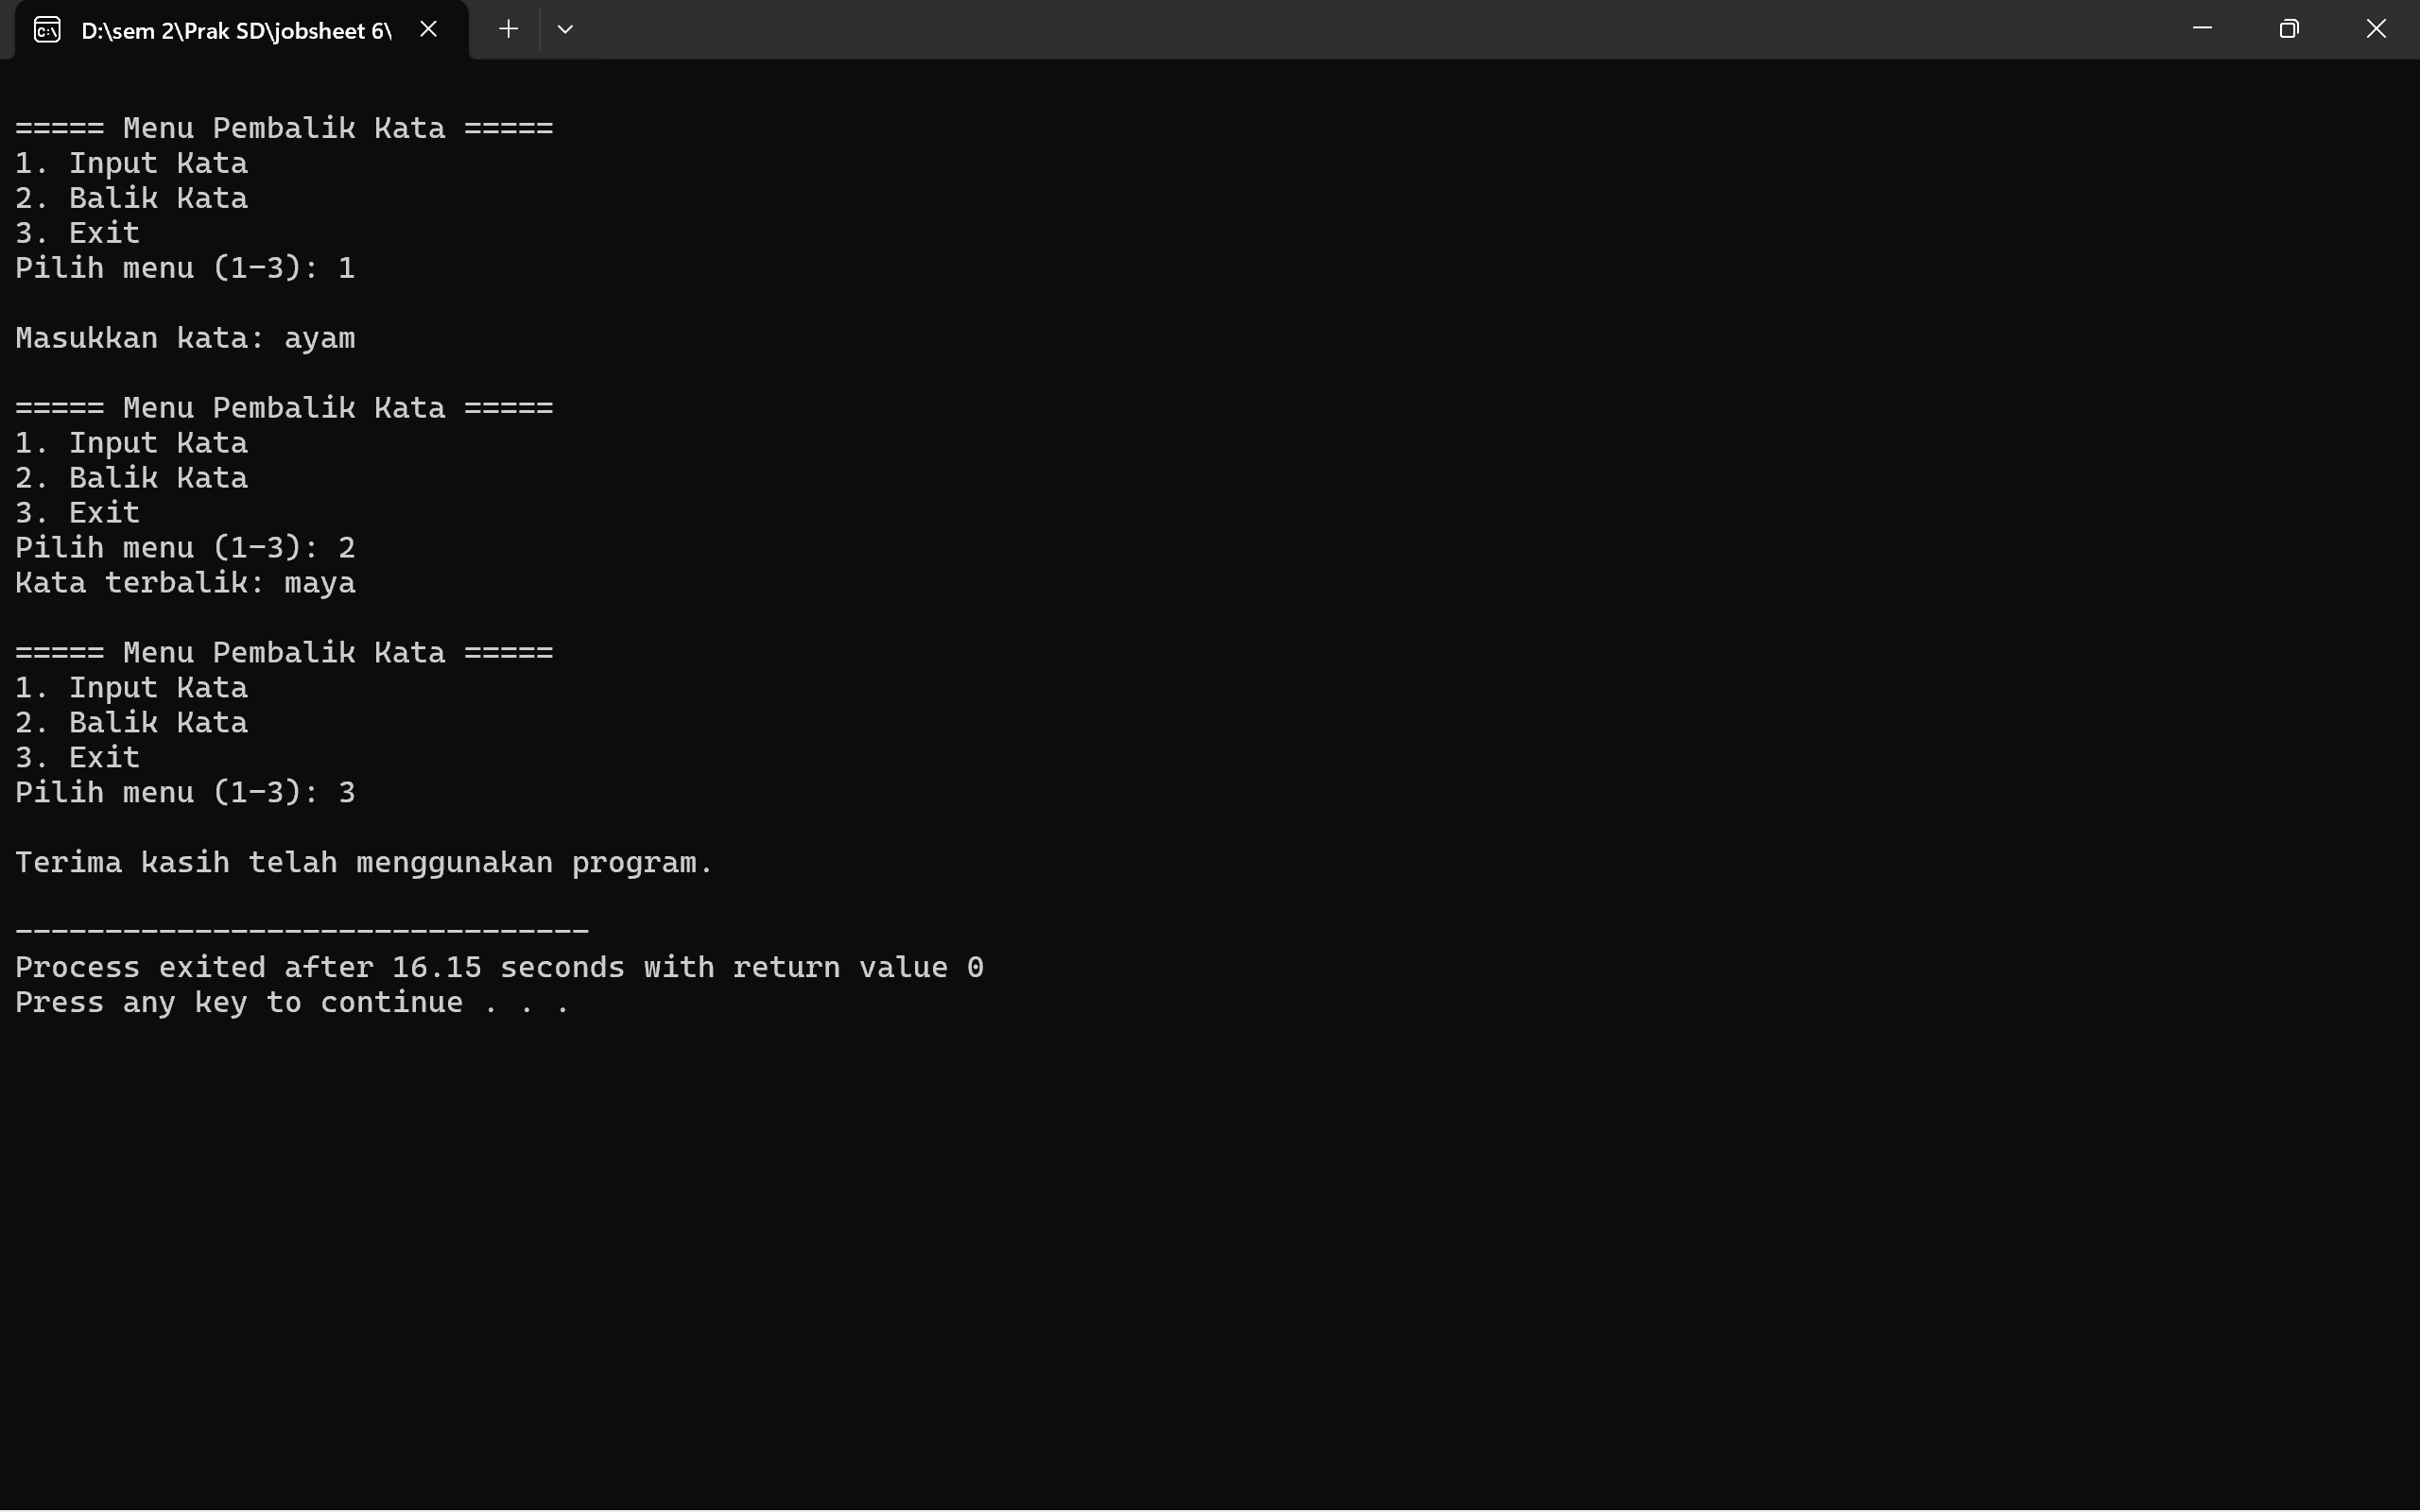 D:\sem 2\Prak SD\jobsheet 6\
===== Menu Pembalik Kata =====
1. Input Kata
2. Balik Kata
3. Exit
Pilih menu (1-3): 1
Masukkan kata: ayam
===== Menu Pembalik Kata =====
1. Input Kata
2. Balik Kata
3. Exit
Pilih menu (1-3): 2
Kata terbalik: maya
===== Menu Pembalik Kata =====
1. Input Kata
2. Balik Kata
3. Exit
Pilih menu (1-3): 3
Terima kasih telah menggunakan program.
--------------------------------
Process exited after 16.15 seconds with return value 0
Press any key to continue . . .